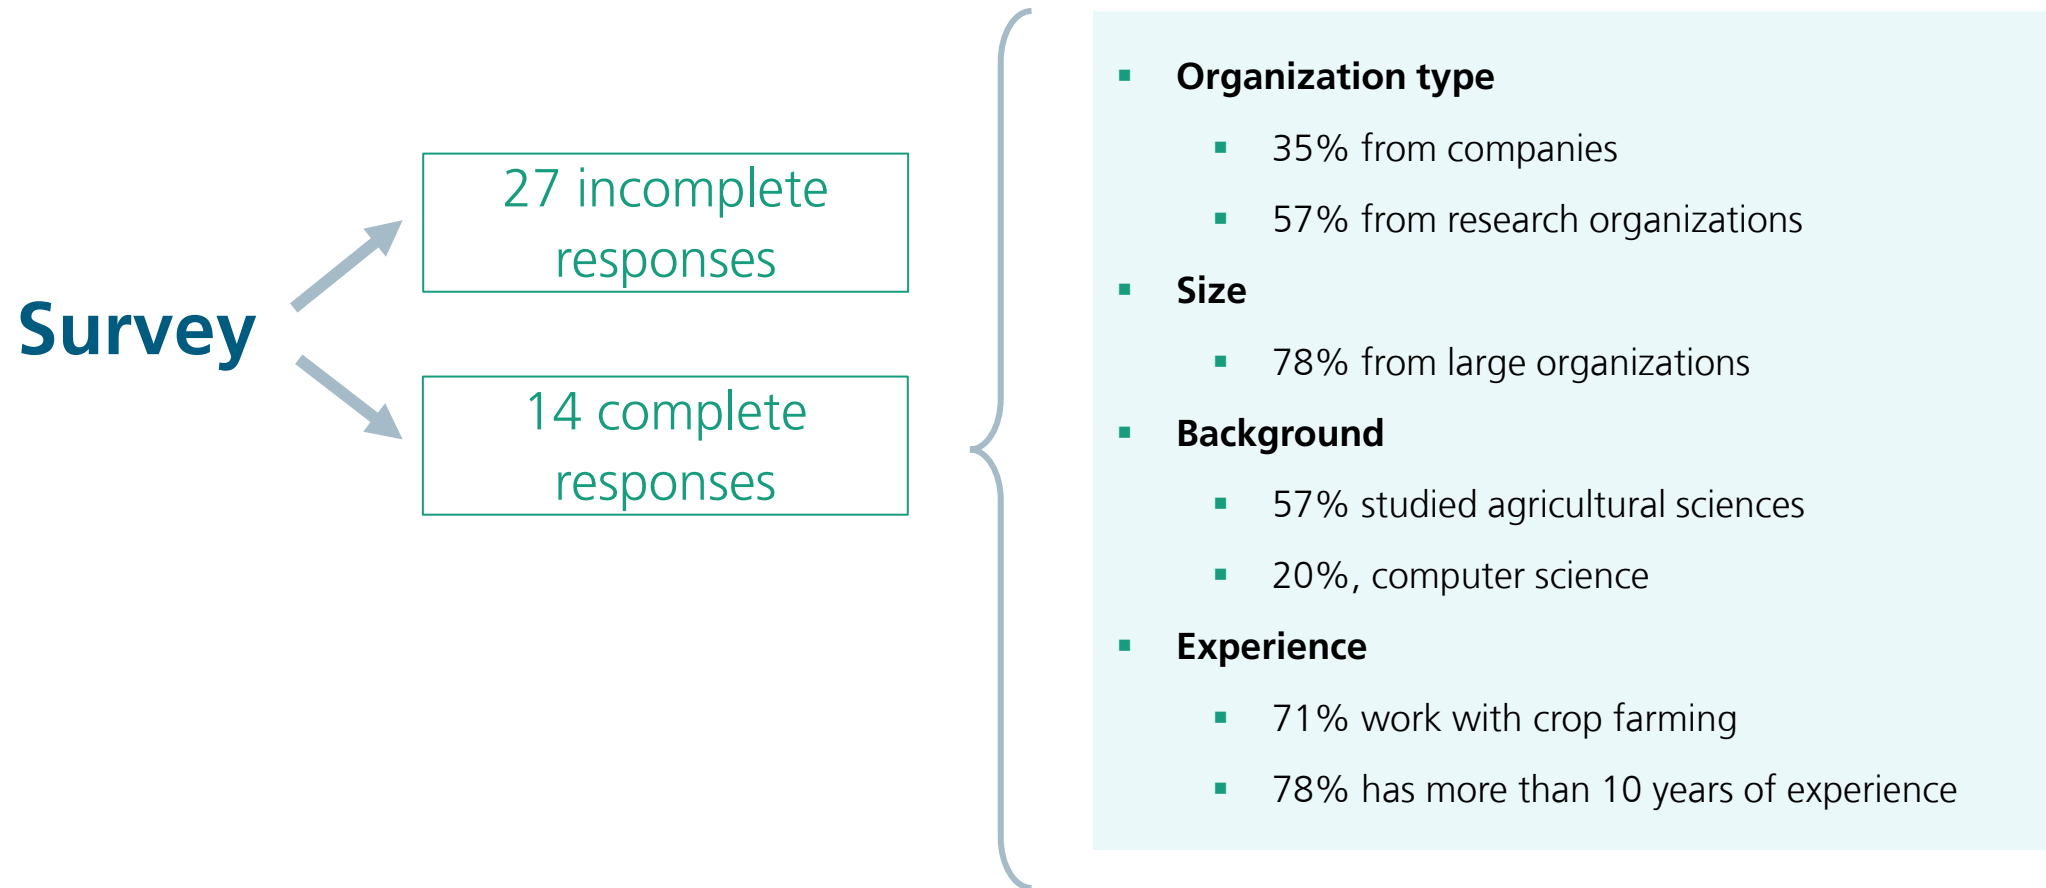 Survey
27 incomplete
responses
14 complete
responses
▪ Organization type
▪ 35% from companies
▪ 57% from research organizations
▪ Size
▪ 78% from large organizations
▪ Background
▪ 57% studied agricultural sciences
▪ 20%, computer science
▪ Experience
▪ 71% work with crop farming
▪ 78% has more than 10 years of experience